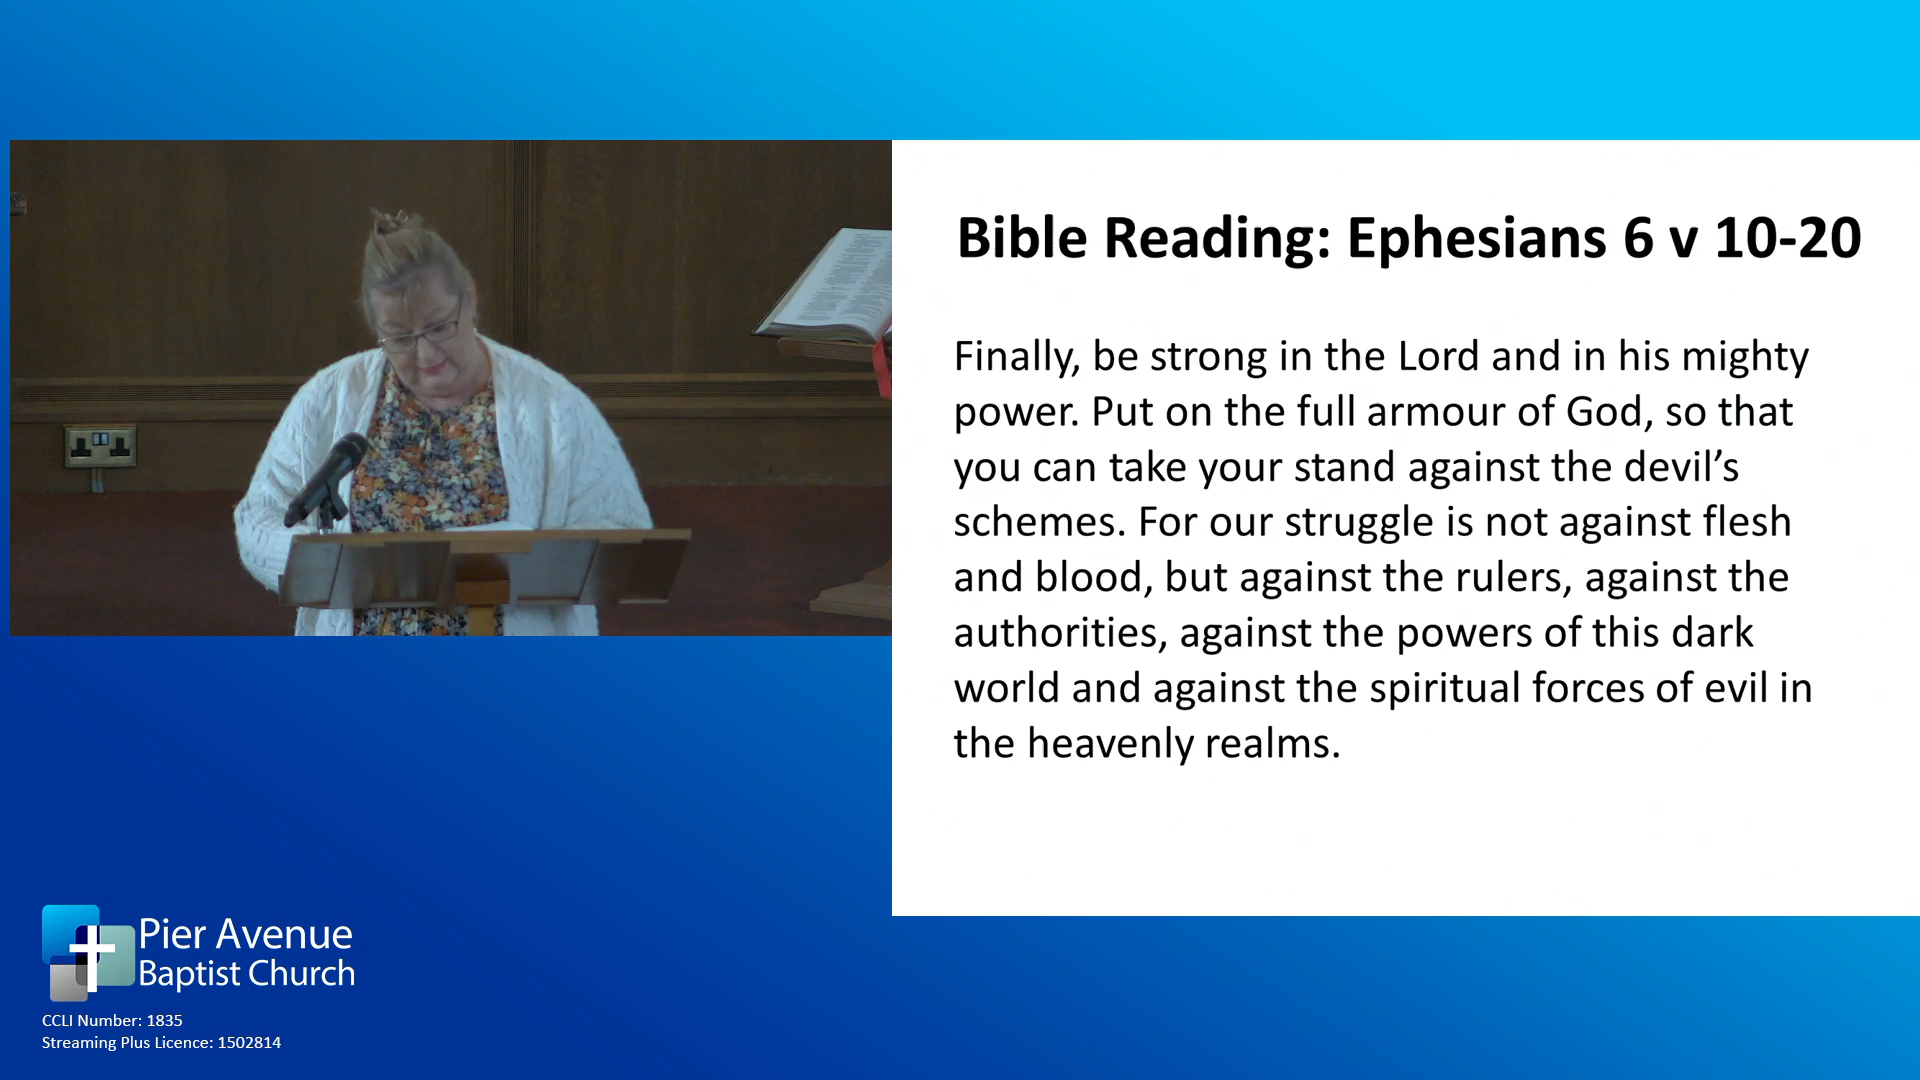 Bible Reading: Ephesians 6 v 10-20
Finally, be strong in the Lord and in his mighty
power. Put on the full armour of God, so that
you can take your stand against the devil’s
schemes. For our struggle is not against flesh
and blood, but against the rulers, against the
authorities, against the powers of this dark
world and against the spiritual forces of evil in
the heavenly realms.
Pier Avenue
Baptist Church
CCLI Number: 1835
Streaming Plus Licence: 1502814